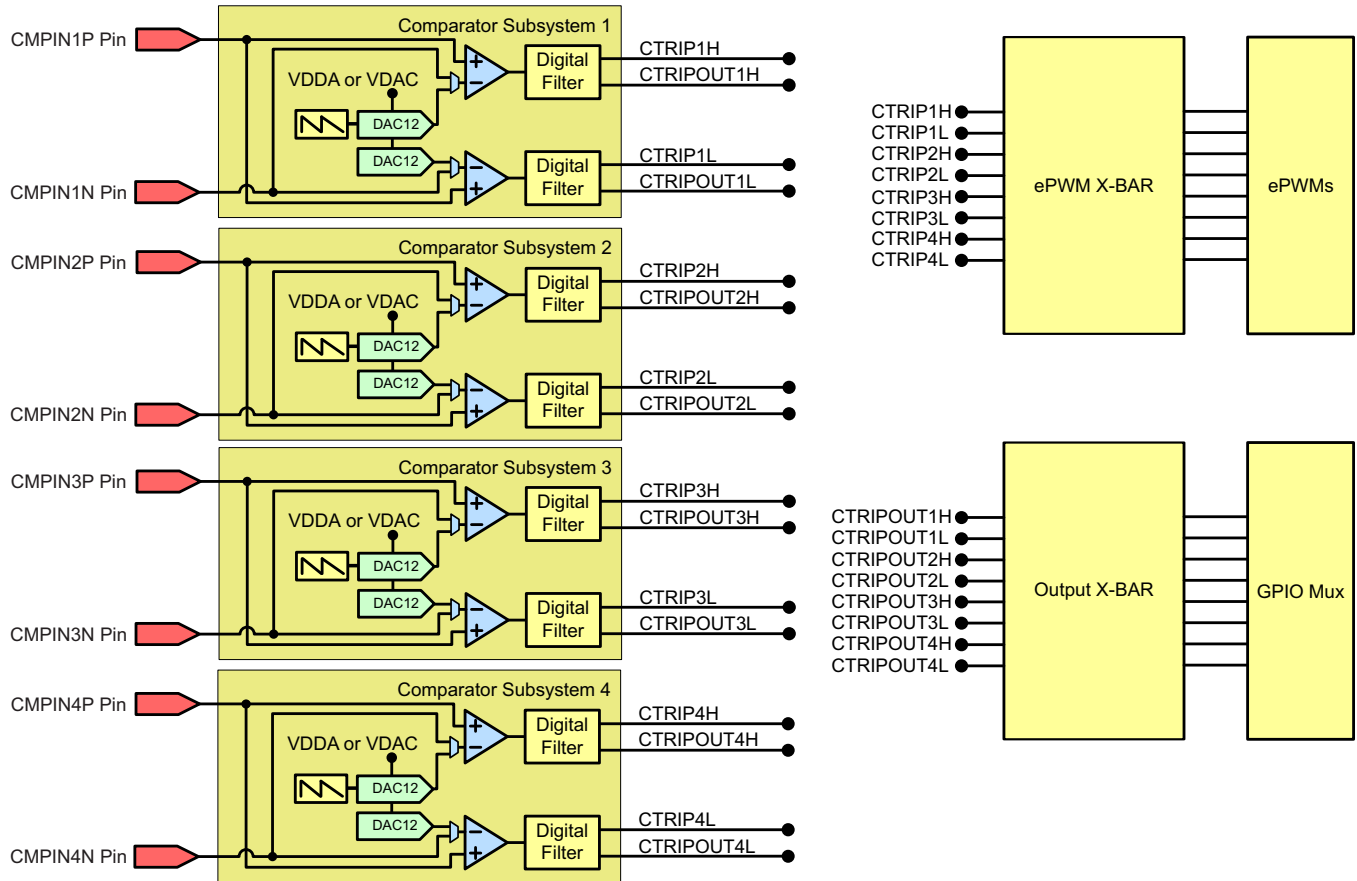 Comparator Subsystem 1
CMPIN1P Pin
VDDA or VDAC
DAC12
DAC12
Digital
Filter
CTRIP1H
CTRIPOUT1H
CMPIN1N Pin
Digital
Filter
CTRIP1L
CTRIPOUT1L
Comparator Subsystem 2
CMPIN2P Pin
VDDA or VDAC
DAC12
DAC12
Digital
Filter
CTRIP2H
CTRIPOUT2H
CMPIN2N Pin
Digital
Filter
CTRIP2L
CTRIPOUT2L
Comparator Subsystem 3
CMPIN3P Pin
VDDA or VDAC
DAC12
DAC12
Digital
Filter
CTRIP3H
CTRIPOUT3H
CMPIN3N Pin
Digital
Filter
CTRIP3L
CTRIPOUT3L
Comparator Subsystem 4
CMPIN4P Pin
VDDA or VDAC
DAC12
DAC12
Digital
Filter
CTRIP4H
CTRIPOUT4H
CMPIN4N Pin
Digital
Filter
CTRIP4L
CTRIPOUT4L
CTRIP1H
CTRIP1L
CTRIP2H
CTRIP2L
CTRIP3H
CTRIP3L
CTRIP4H
CTRIP4L
ePWM X-BAR
ePWMs
CTRIPOUT1H
CTRIPOUT1L
CTRIPOUT2H
CTRIPOUT2L
CTRIPOUT3H
CTRIPOUT3L
CTRIPOUT4H
CTRIPOUT4L
Output X-BAR
GPIO Mux